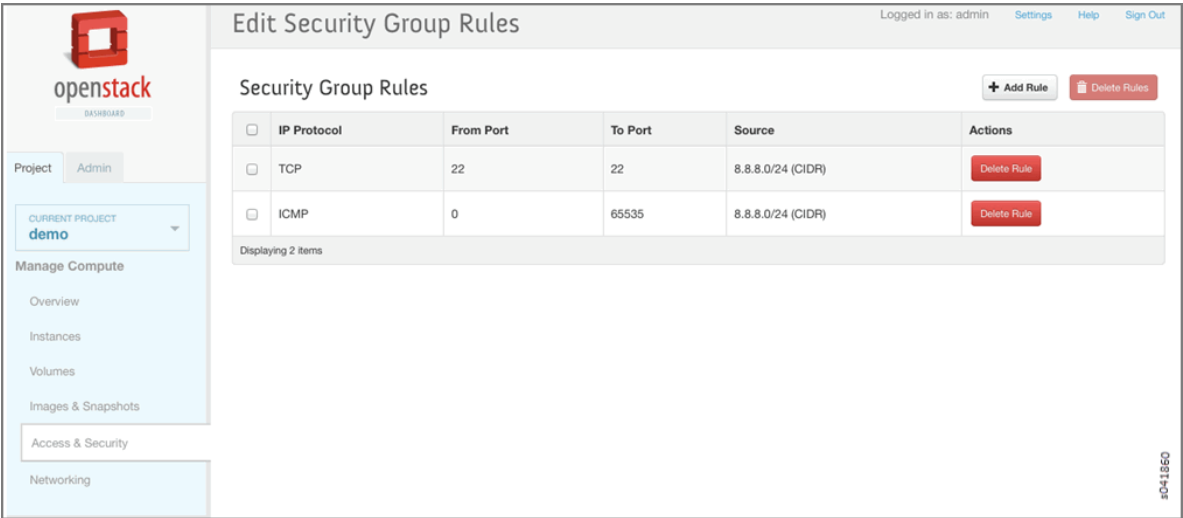 openstack
DASHBOARD
Edit Security Group Rules
Logged in as: admin Settings Help Sign Out
Project Admin
CURRENT PROJECT
demo
Manage Compute
Overview
Instances
Volumes
Images & Snapshots
Access & Security
Networking
Security Group Rules
+ Add Rule Delete Rules
IP Protocol From Port To Port Source Actions
TCP 22 22 8.8.8.0/24 (CIDR) Delete Rule
ICMP 0 65535 8.8.8.0/24 (CIDR) Delete Rule
Displaying 2 items
s041860